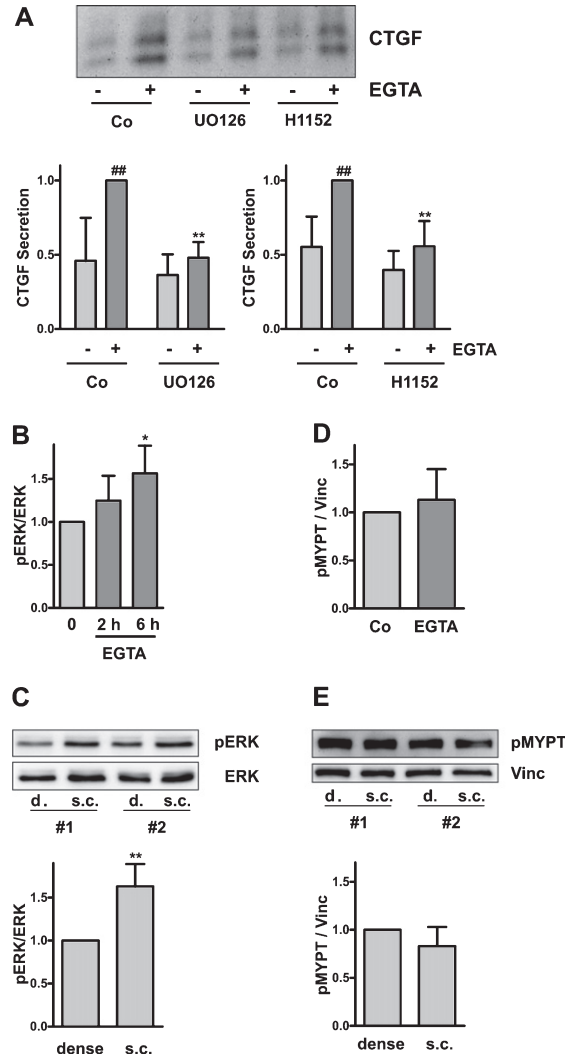 A
CTGF
- + - + - + EGTA
Co UO126 H1152
CTGF Secretion
1.0
0.5
0.0
##
**
- + - +
Co UO126
CTGF Secretion
1.0
0.5
0.0
##
**
- + - + EGTA
Co H1152
B
pERK/ERK
1.5
1.0
0.5
0.0
*
0 2 h 6 h
EGTA
D
pMYPT / Vinc
1.5
1.0
0.5
0.0
Co EGTA
C
pERK
ERK
d. s.c. d. s.c.
#1 #2
pERK/ERK
1.5
1.0
0.5
0.0
**
dense s.c.
E
pMYPT
Vinc
d. s.c. d. s.c.
#1 #2
pMYPT / Vinc
1.5
1.0
0.5
0.0
dense s.c.